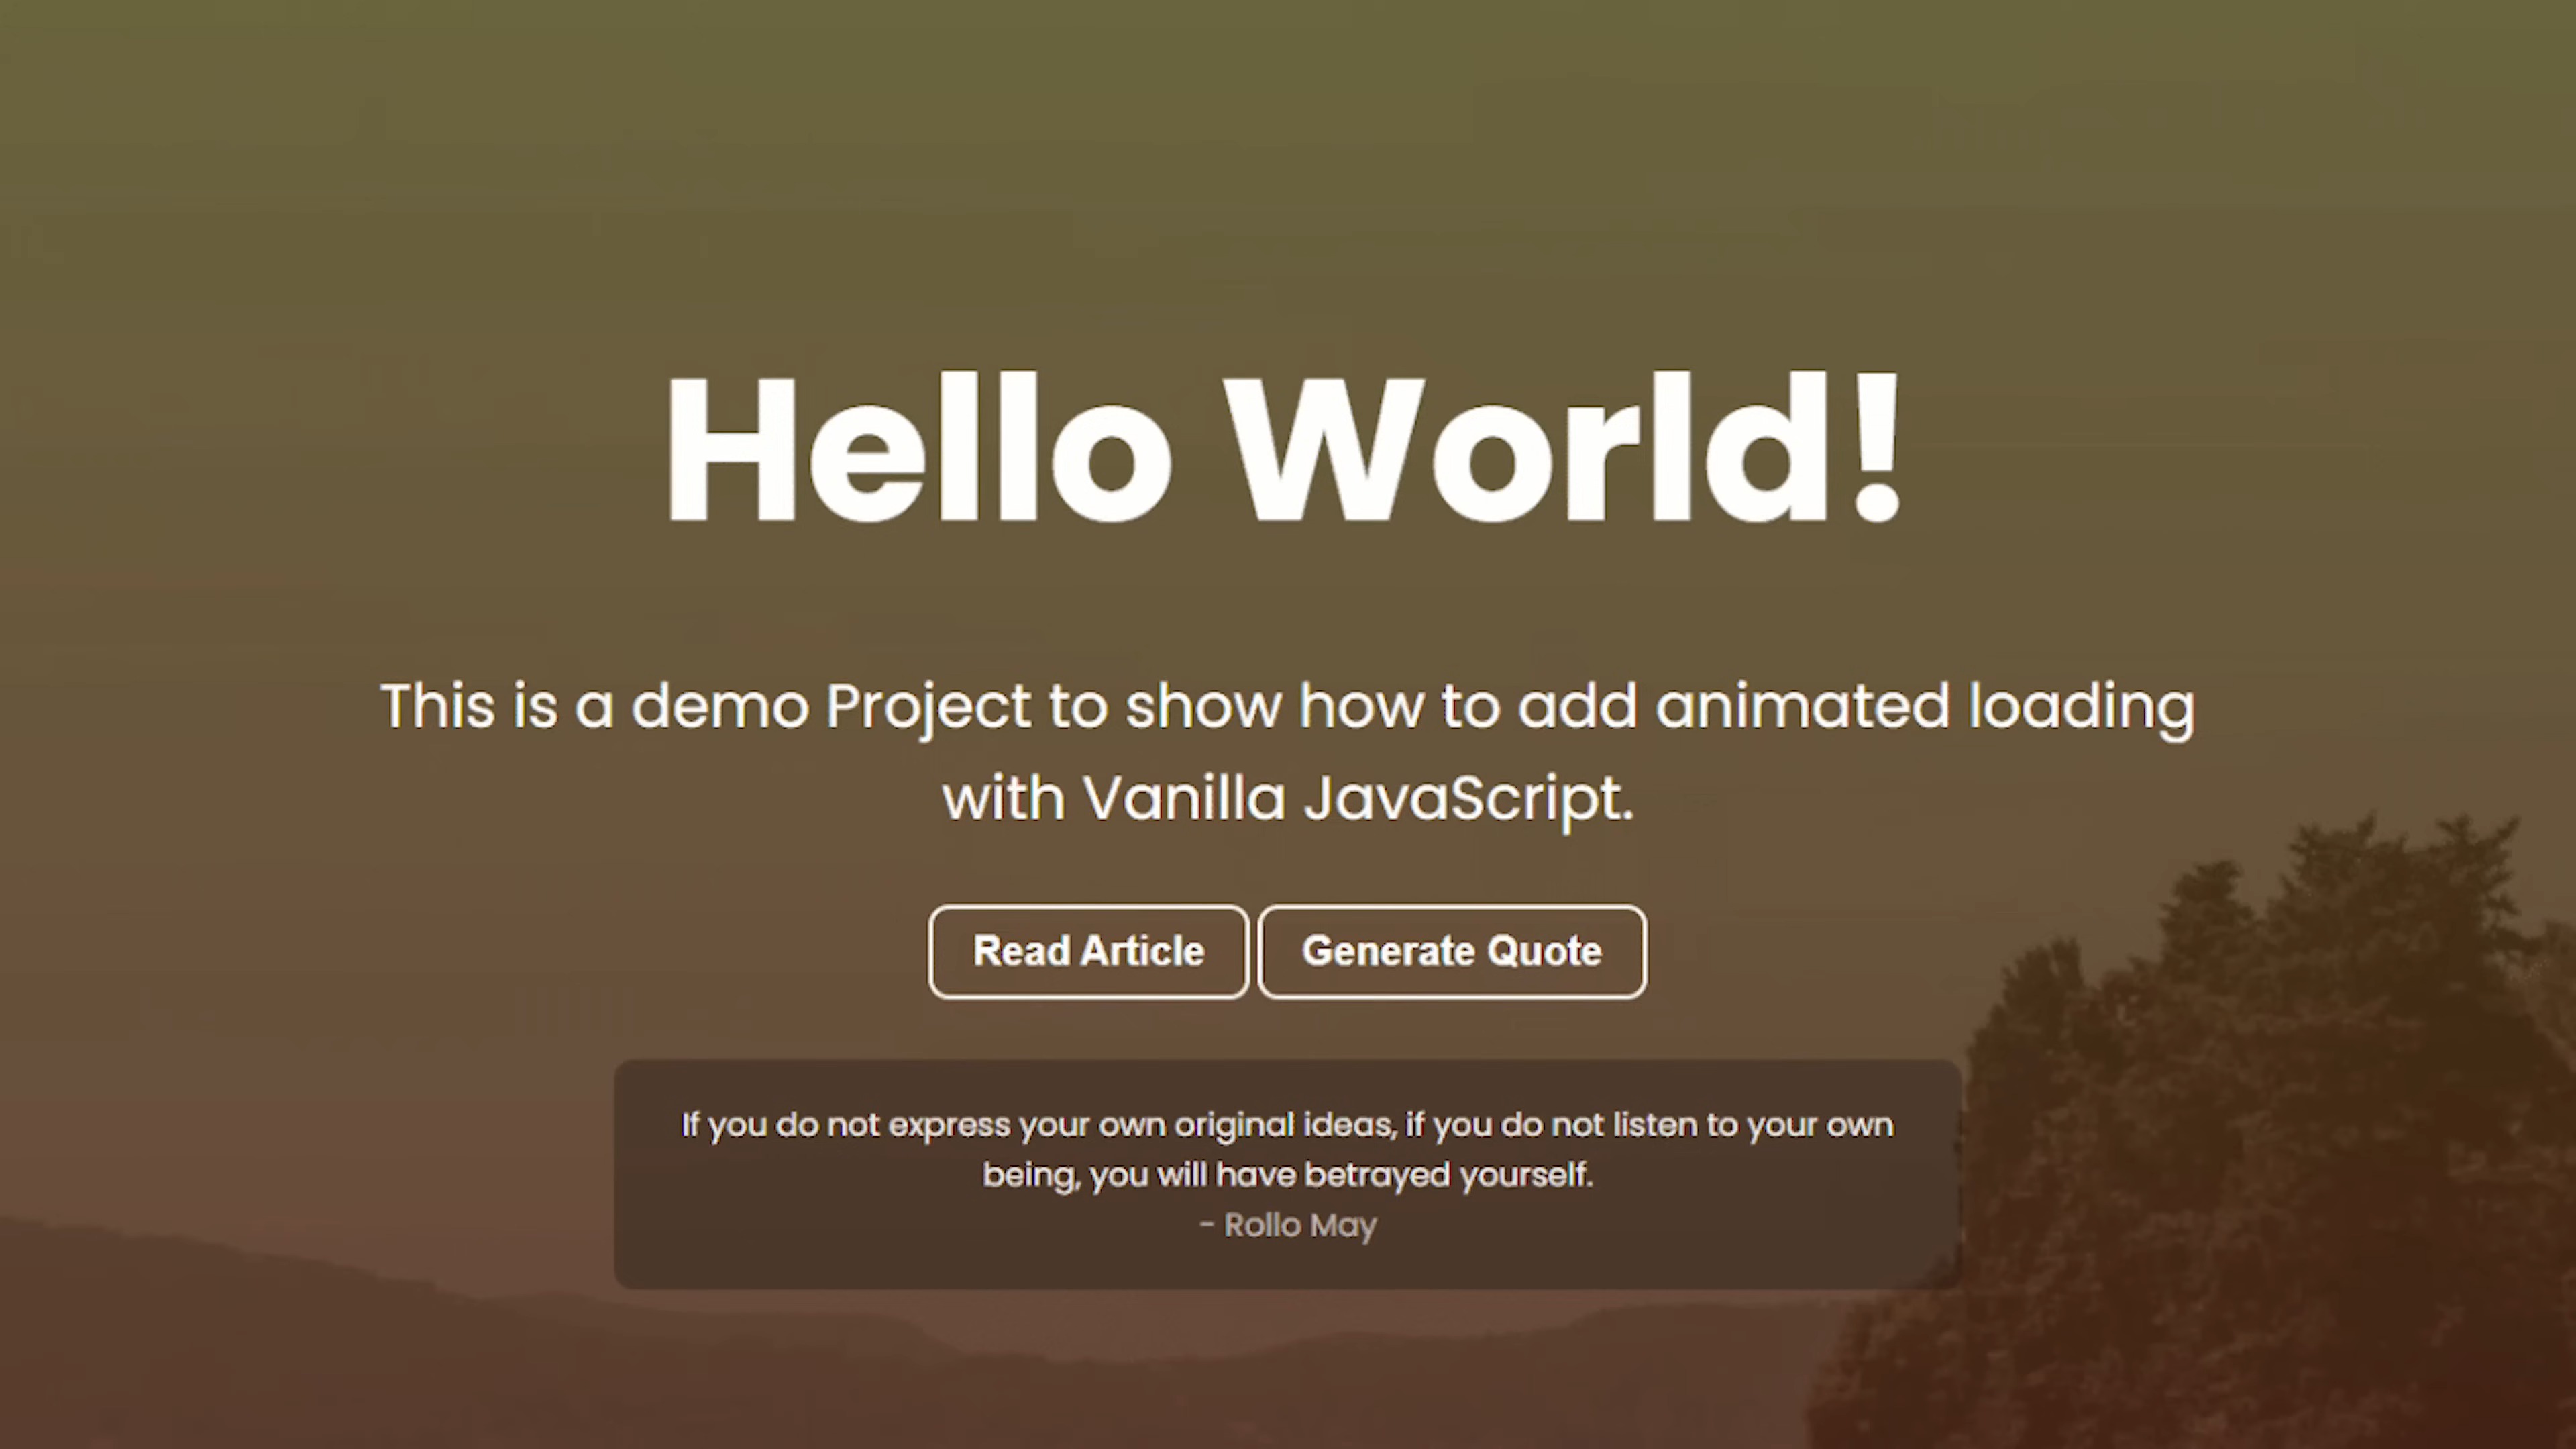 Hello World!
This is a demo Project to show how to add animated loading
with Vanilla JavaScript.
Read Article
Generate Quote
If you do not express your own original ideas, if you do not listen to your own
being, you will have betrayed yourself.
- Rollo May